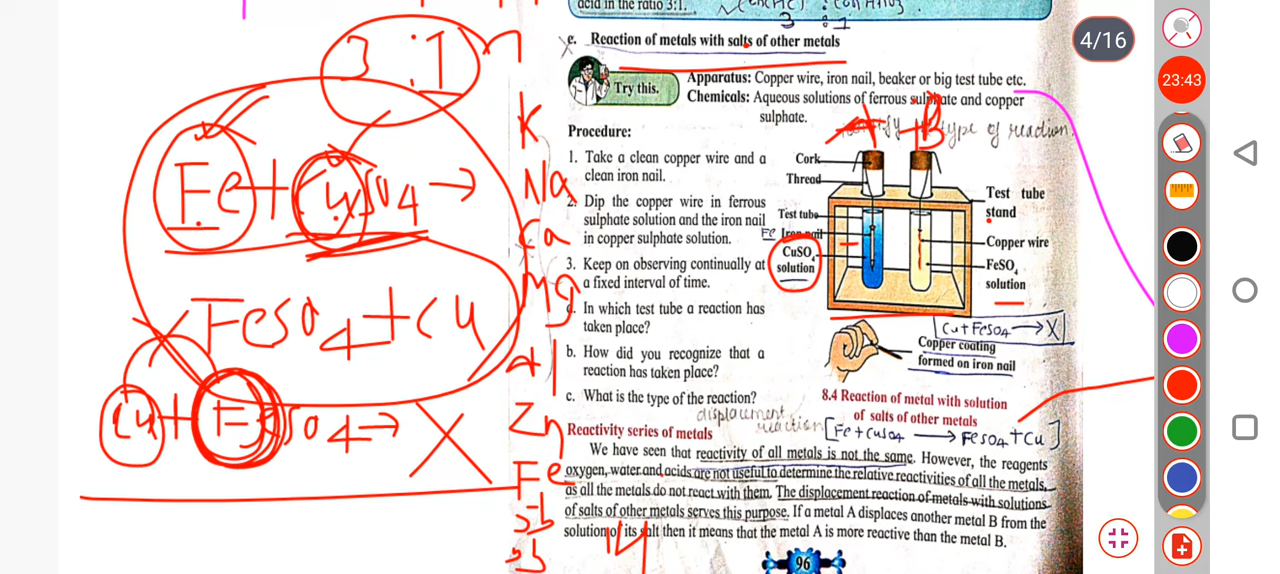 acid in the ratio 3:1.
3 : 1
4/16
23:43
3 : 1
e. Reaction of metals with salts of other metals
Try this.
Apparatus: Copper wire, iron nail, beaker or big test tube etc.
Chemicals: Aqueous solutions of ferrous sulphate and copper
sulphate.
type of reaction.
A B
Procedure:
1. Take a clean copper wire and a
clean iron nail.
2. Dip the copper wire in ferrous
sulphate solution and the iron nail
in copper sulphate solution.
3. Keep on observing continually at
a fixed interval of time.
a. In which test tube a reaction has
taken place?
b. How did you recognize that a
reaction has taken place?
c. What is the type of the reaction?
displacement
reaction
Cork
Thread
Test tube
Fe Iron nail
CuSO4
solution
Test tube
stand
Copper wire
FeSO4
solution
Cu+FeSO4 → X
Copper coating
formed on iron nail
8.4 Reaction of metal with solution
of salts of other metals
[Fe+CuSO4 → FeSO4+Cu]
Reactivity series of metals
We have seen that reactivity of all metals is not the same. However, the reagents
oxygen, water and acids are not useful to determine the relative reactivities of all the metals,
as all the metals do not react with them. The displacement reaction of metals with solutions
of salts of other metals serves this purpose. If a metal A displaces another metal B from the
solution of its salt then it means that the metal A is more reactive than the metal B.
96
Fe+CuSO4 →
FeSO4+Cu
Cu+FeSO4 → X
K
Na
Ca
Mg
Al
Zn
Fe